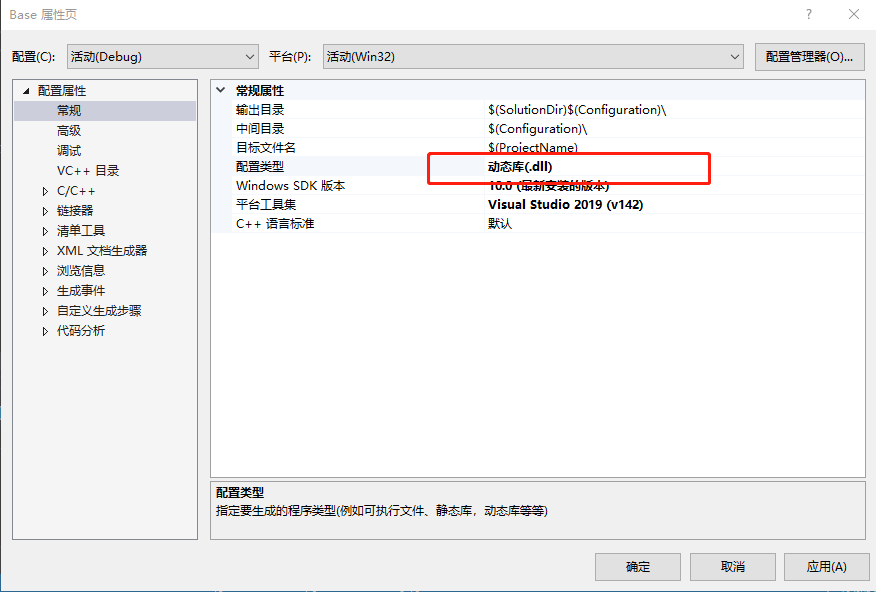 Base 属性页
配置(C): 活动(Debug) 平台(P): 活动(Win32) 配置管理器(O)...
配置属性
常规
高级
调试
VC++ 目录
C/C++
链接器
清单工具
XML 文档生成器
浏览信息
生成事件
自定义生成步骤
代码分析
常规属性
输出目录 $(SolutionDir)$(Configuration)\
中间目录 $(Configuration)\
目标文件名 $(ProjectName)
配置类型 动态库(.dll)
Windows SDK 版本 10.0 (最新安装的版本)
平台工具集 Visual Studio 2019 (v142)
C++ 语言标准 默认
配置类型
指定要生成的程序类型(例如可执行文件、静态库，动态库等等)
确定 取消 应用(A)